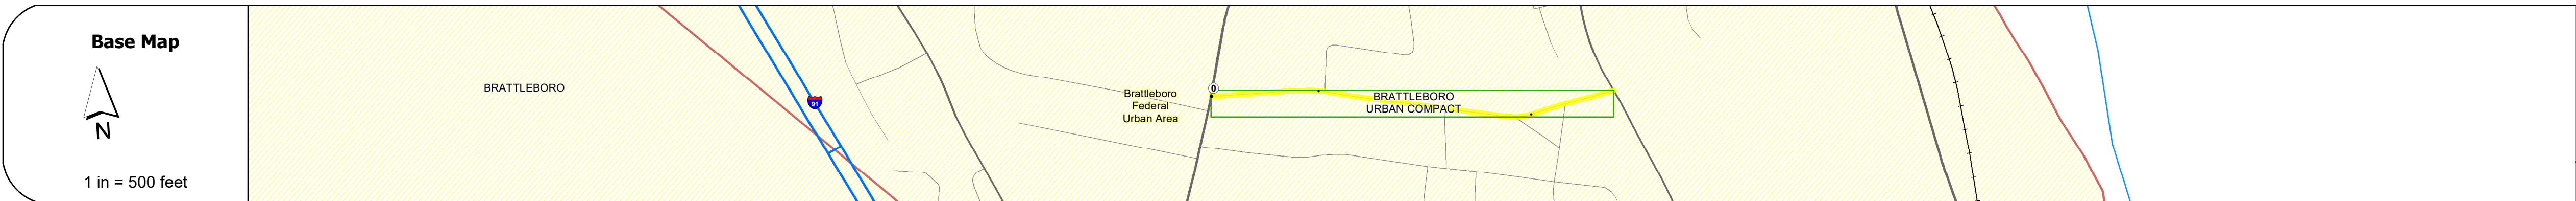 Base Map
N
1 in = 500 feet
BRATTLEBORO
91
Brattleboro
Federal
Urban Area
0
BRATTLEBORO
URBAN COMPACT